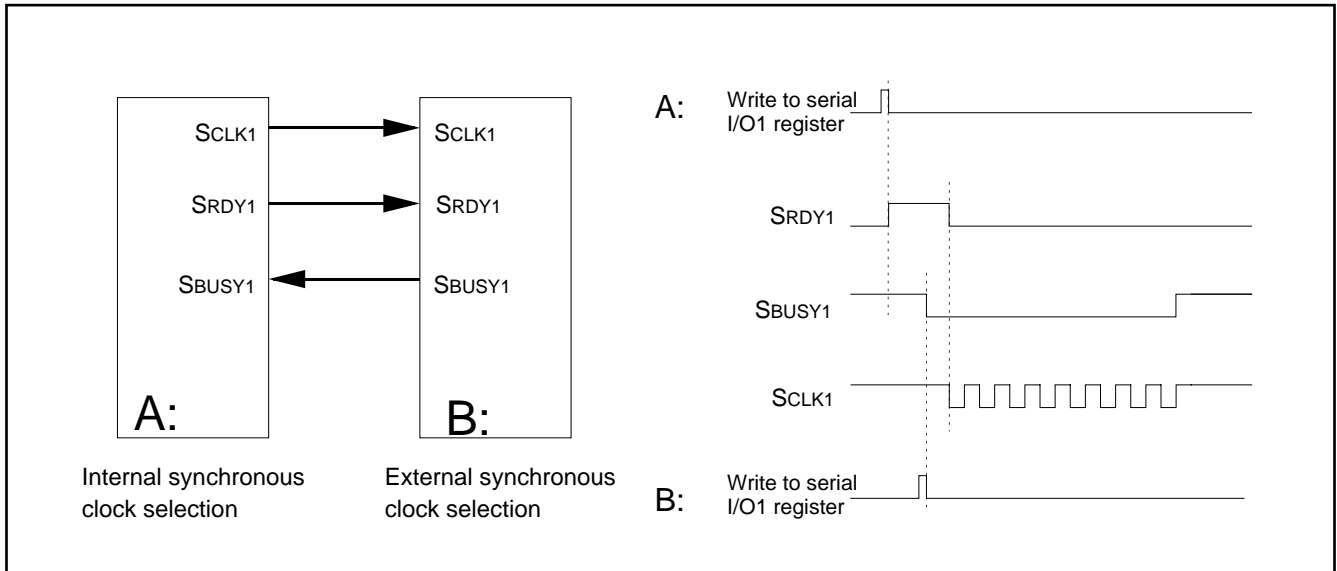 SCLK1
SRDY1
SBUSY1
A:
SCLK1
SRDY1
SBUSY1
B:
Internal synchronous
clock selection
External synchronous
clock selection
A:
Write to serial
I/O1 register
SRDY1
SBUSY1
SCLK1
B:
Write to serial
I/O1 register